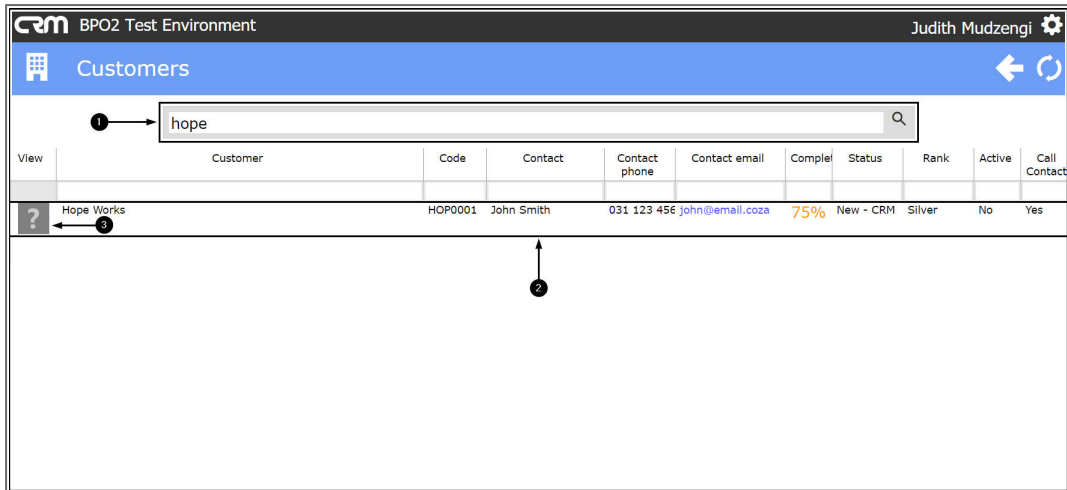 CRM BPO2 Test Environment Judith Mudzengi
Customers
1 hope
View Customer Code Contact Contact phone Contact email Complet Status Rank Active Call Contact
? Hope Works HOP0001 John Smith 031 123 456 john@email.coza 75% New - CRM Silver No Yes
3
2